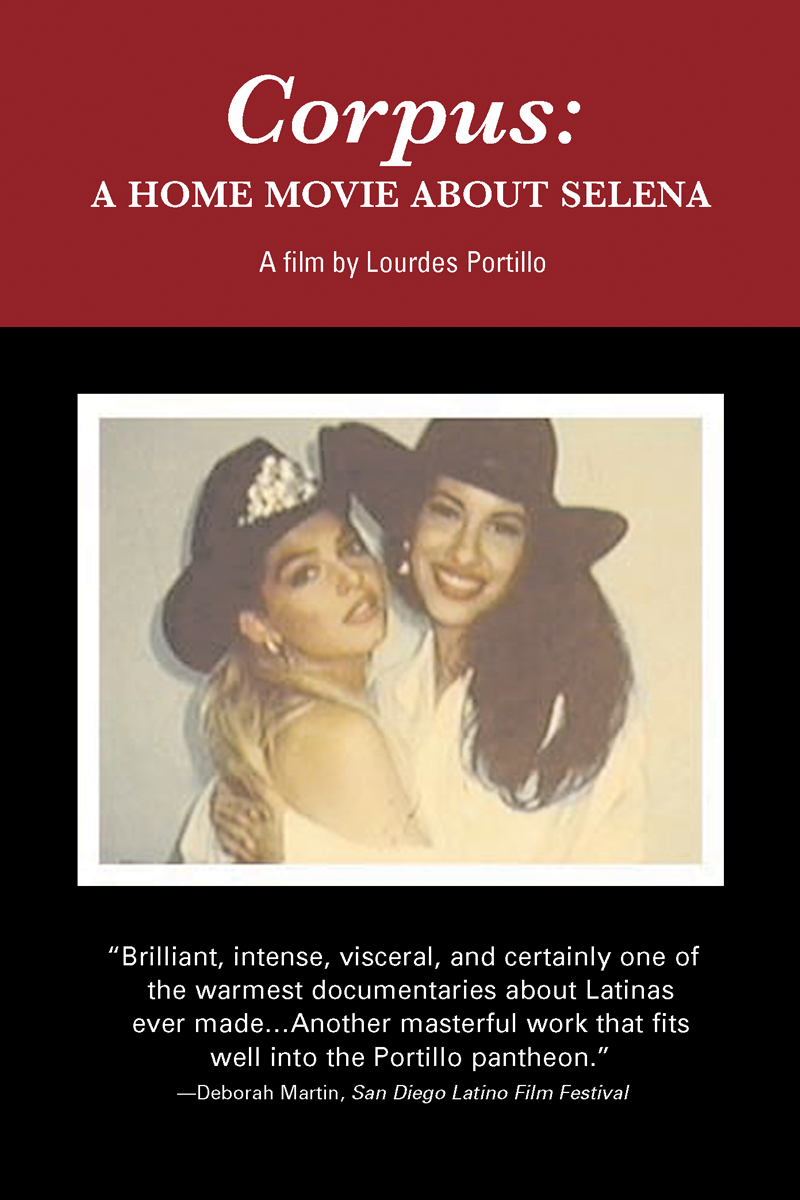 Corpus:
A HOME MOVIE ABOUT SELENA
A film by Lourdes Portillo
“Brilliant, intense, visceral, and certainly one of
the warmest documentaries about Latinas
ever made…Another masterful work that fits
well into the Portillo pantheon.”
—Deborah Martin, San Diego Latino Film Festival